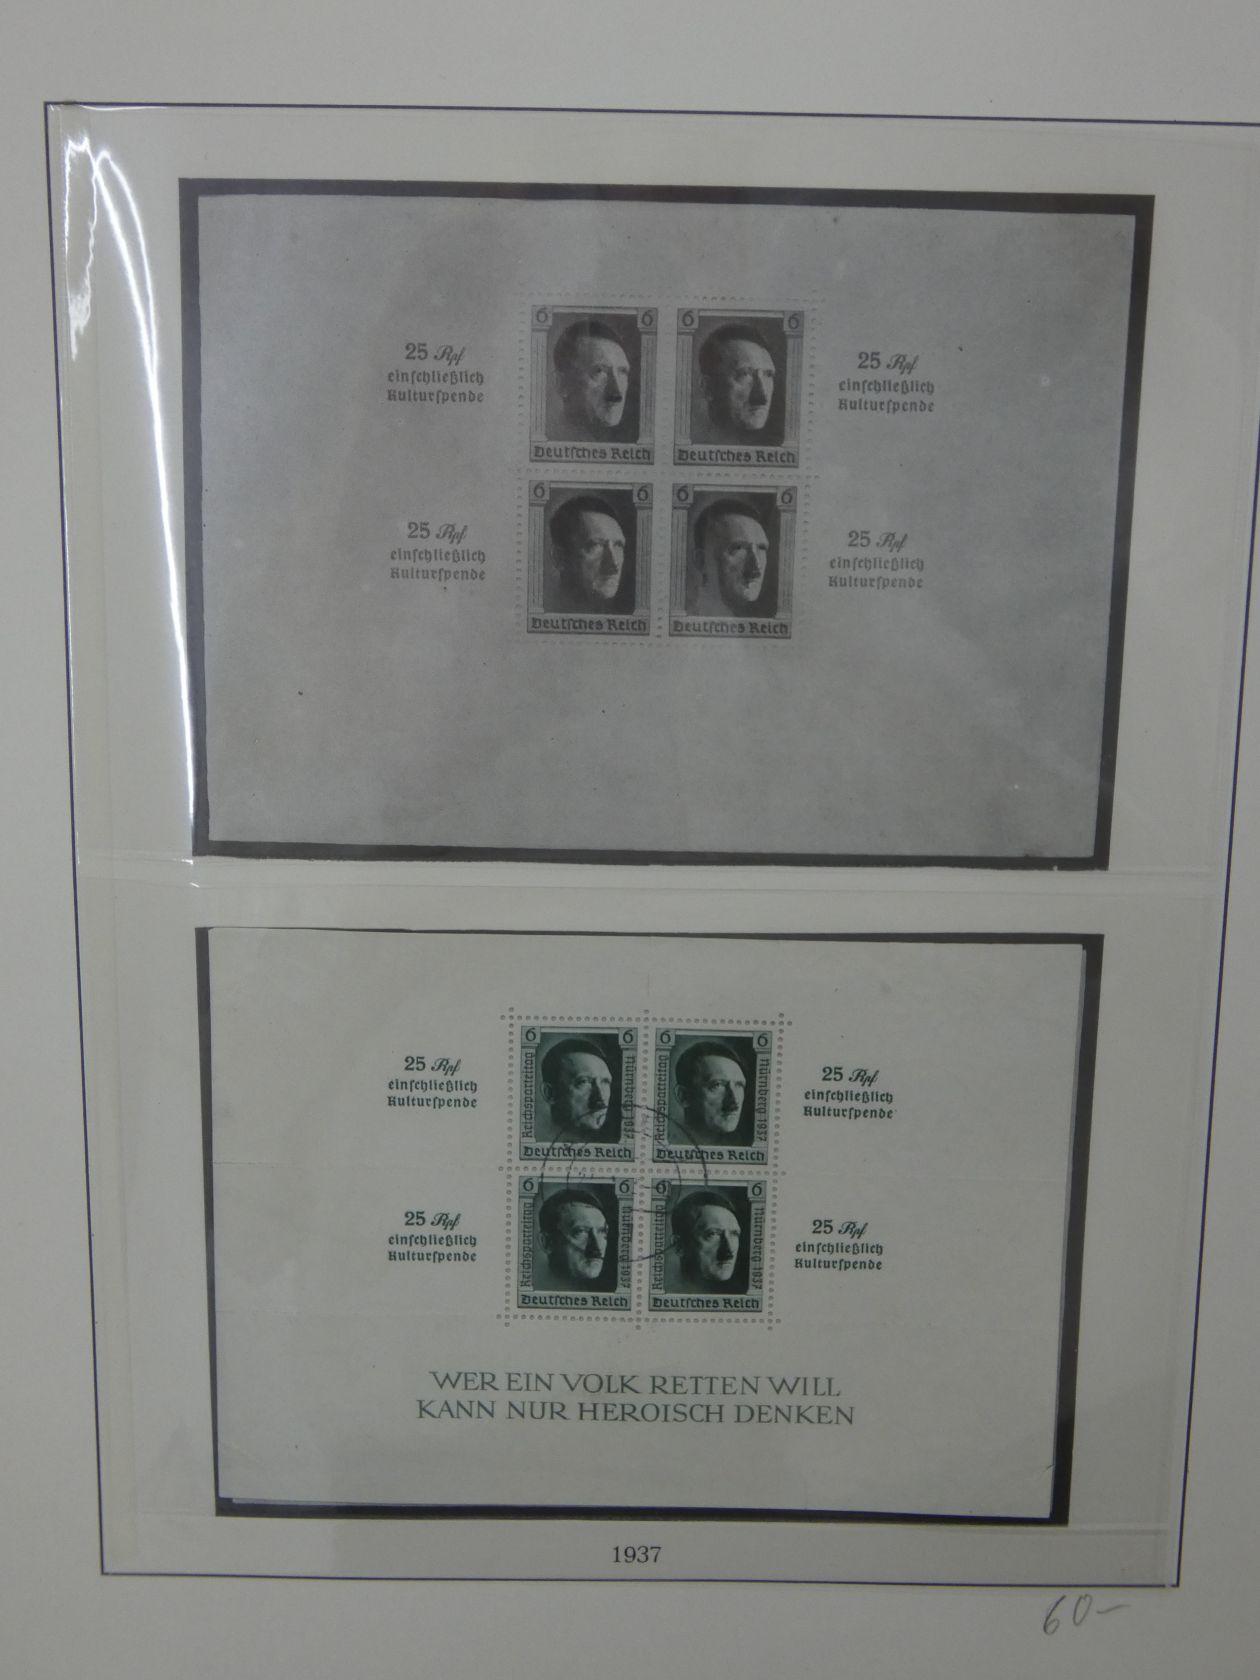 25 Rpf
einschließlich
Kulturspende
6 6
Deutsches Reich
6 6
Deutsches Reich
25 Rpf
einschließlich
Kulturspende
25 Rpf
einschließlich
Kulturspende
6 6
Deutsches Reich
6 6
Deutsches Reich
25 Rpf
einschließlich
Kulturspende
25 Rpf
einschließlich
Kulturspende
6 6
Reichsparteitag
Nürnberg 1937
Deutsches Reich
6 6
Reichsparteitag
Nürnberg 1937
Deutsches Reich
25 Rpf
einschließlich
Kulturspende
25 Rpf
einschließlich
Kulturspende
6 6
Reichsparteitag
Nürnberg 1937
Deutsches Reich
6 6
Reichsparteitag
Nürnberg 1937
Deutsches Reich
25 Rpf
einschließlich
Kulturspende
WER EIN VOLK RETTEN WILL
KANN NUR HEROISCH DENKEN
1937
60-